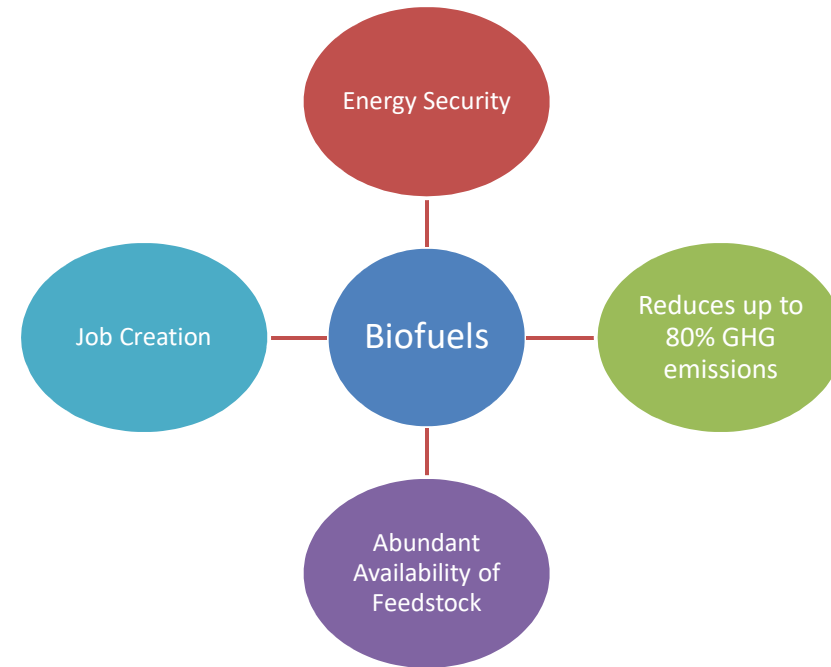 Energy Security
Job Creation
Biofuels
Reduces up to
80% GHG
emissions
Abundant
Availability of
Feedstock